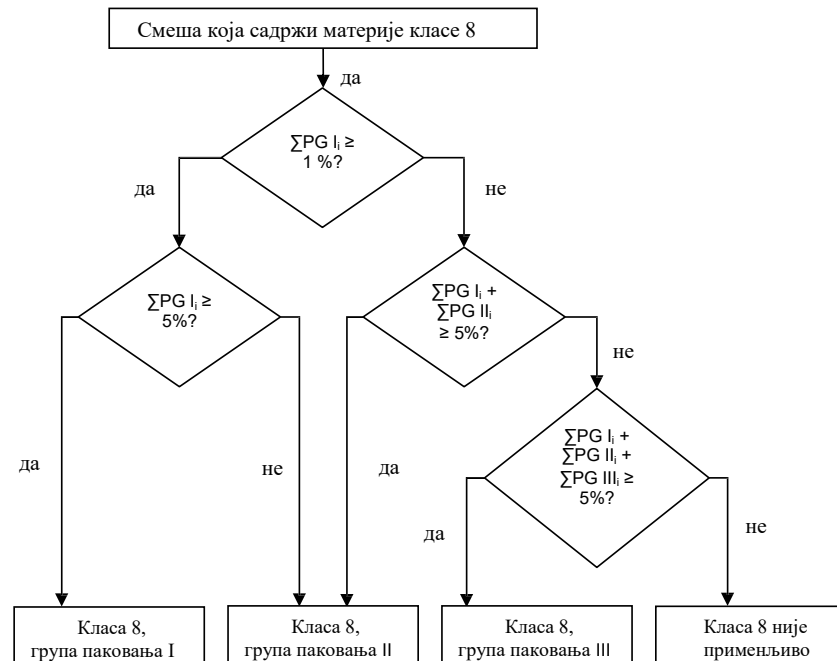 Смеша која садржи материје класе 8
да
∑PG Iᵢ ≥
1 %?
да
не
∑PG Iᵢ ≥
5%?
∑PG Iᵢ +
∑PG IIᵢ
≥ 5%?
не
∑PG Iᵢ +
∑PG IIᵢ +
∑PG IIIᵢ ≥
5%?
да
не
да
да
не
Класа 8,
група паковања I
Класа 8,
група паковања II
Класа 8,
група паковања III
Класа 8 није
применљиво